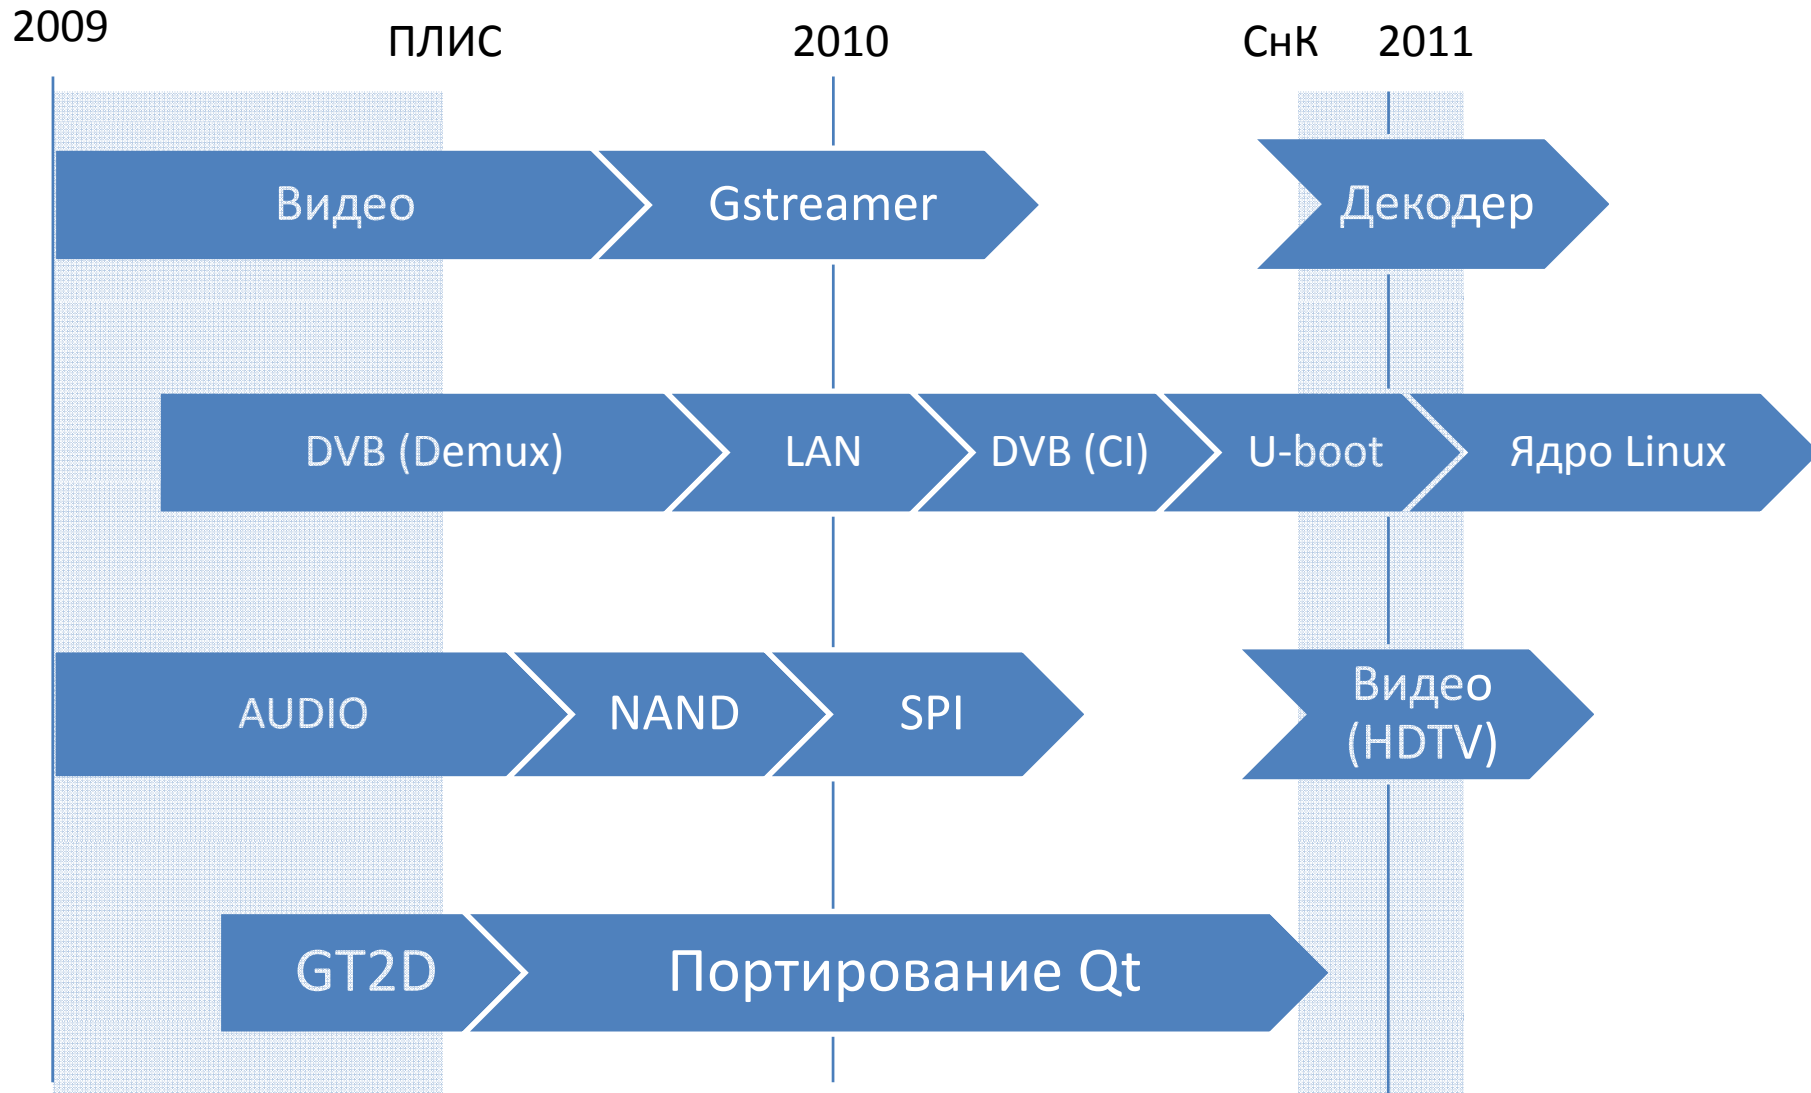 2009
ПЛИС
2010
СнК
2011
Видео
Gstreamer
Декодер
DVB (Demux)
LAN
DVB (CI)
U-boot
Ядро Linux
AUDIO
NAND
SPI
Видео
(HDTV)
GT2D
Портирование Qt